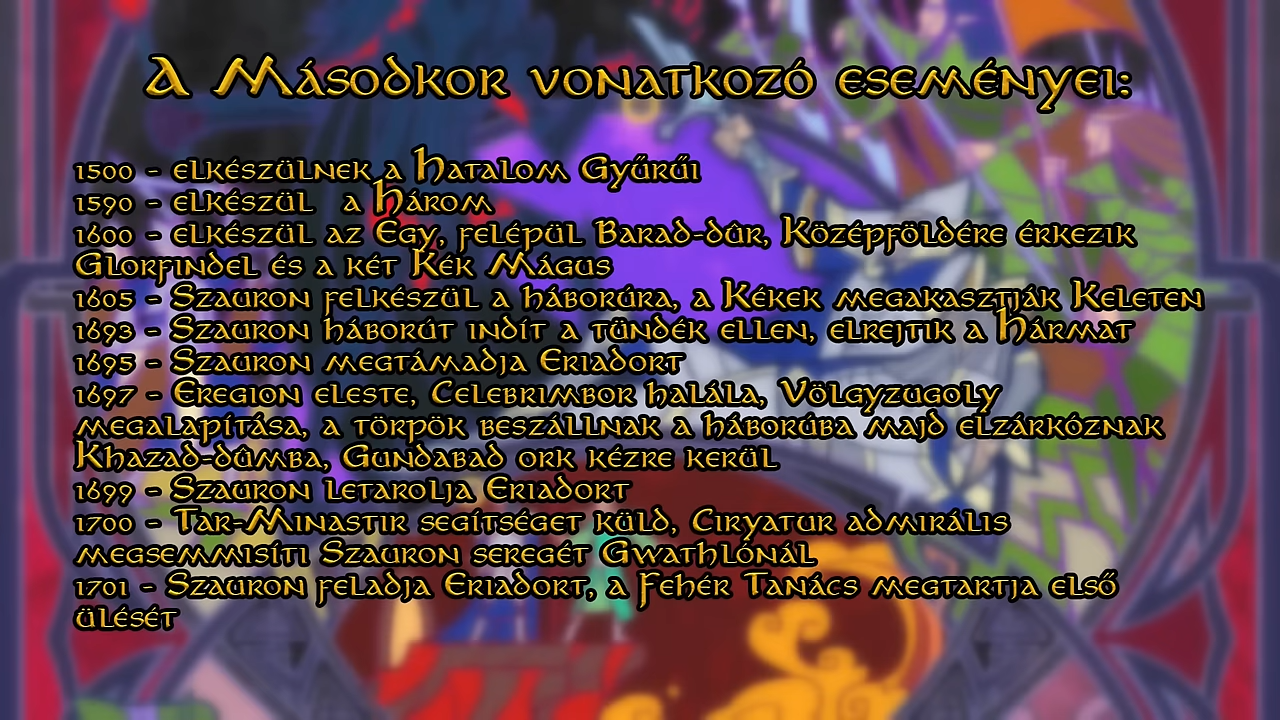 A Másodkor vonatkozó eseményei:
1500 - elkészülnek a Hatalom Gyűrűi
1590 - elkészül a Három
1600 - elkészül az Egy, felépül Barad-dûr, Középföldére érkezik
Glorfindel és a két Kék Mágus
1605 - Szauron felkészül a háborúra, a Kékek megakasztják Keleten
1693 - Szauron háborút indít a tündék ellen, elrejtik a Hármat
1695 - Szauron megtámadja Eriadort
1697 - Eregion eleste, Celebrimbor halála, Völgyzugoly
megalapítása, a törpök beszállnak a háborúba majd elzárkóznak
Khazad-dûmba, Gundabad ork kézre kerül
1699 - Szauron letarolja Eriadort
1700 - Tar-Minastir segítséget küld, Ciryatur admirális
megsemmisíti Szauron seregét Gwathlónál
1701 - Szauron feladja Eriadort, a Fehér Tanács megtartja első
ülését